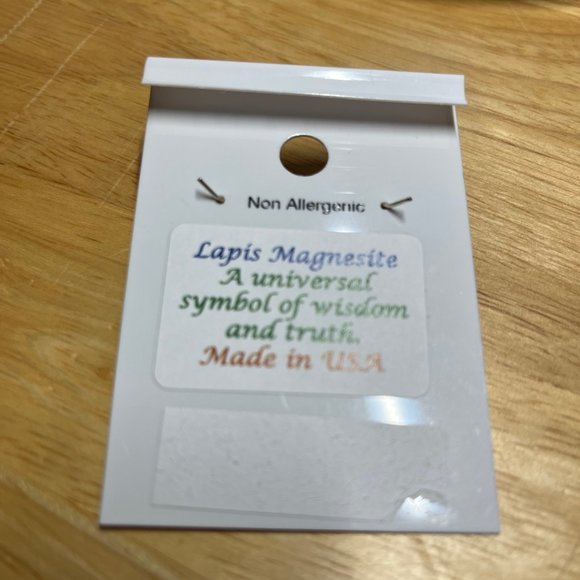 Non Allergenic
Lapis Magnesite
A universal
symbol of wisdom
and truth.
Made in USA